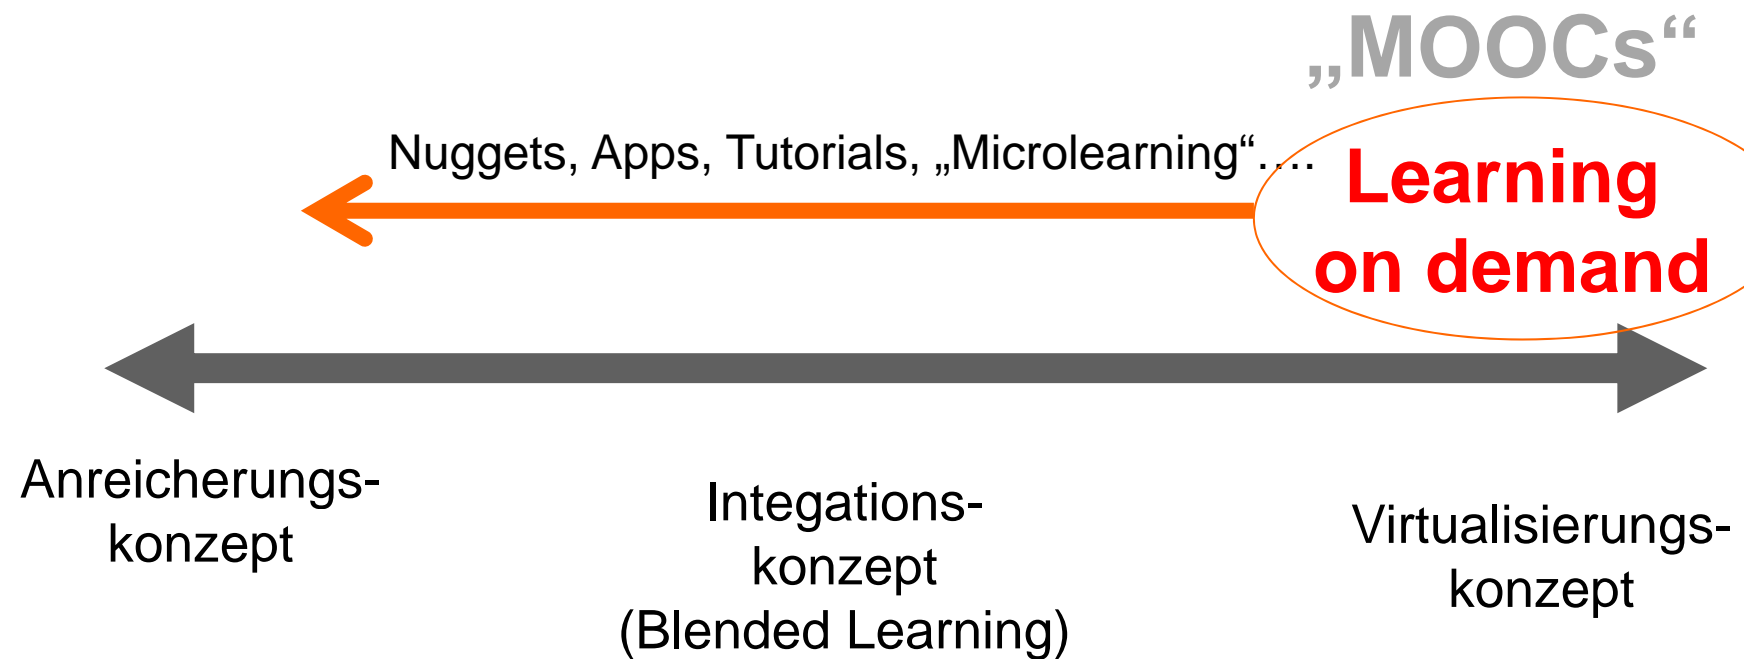 „MOOCs“
Nuggets, Apps, Tutorials, „Microlearning“….
Learning
on demand
Anreicherungs-
konzept
Integations-
konzept
(Blended Learning)
Virtualisierungs-
konzept